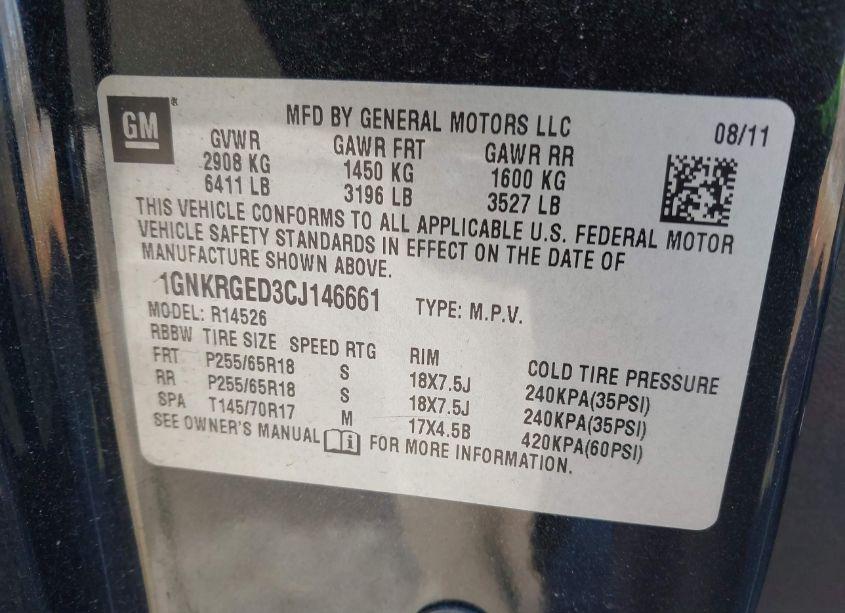 GM ®
MFD BY GENERAL MOTORS LLC 08/11
GVWR GAWR FRT GAWR RR
2908 KG 1450 KG 1600 KG
6411 LB 3196 LB 3527 LB
THIS VEHICLE CONFORMS TO ALL APPLICABLE U.S. FEDERAL MOTOR
VEHICLE SAFETY STANDARDS IN EFFECT ON THE DATE OF
MANUFACTURE SHOWN ABOVE.
1GNKRGED3CJ146661 TYPE: M.P.V.
MODEL: R14526
RBBW TIRE SIZE SPEED RTG RIM COLD TIRE PRESSURE
FRT P255/65R18 S 18X7.5J 240KPA(35PSI)
RR P255/65R18 S 18X7.5J 240KPA(35PSI)
SPA T145/70R17 M 17X4.5B 420KPA(60PSI)
SEE OWNER'S MANUAL i FOR MORE INFORMATION.